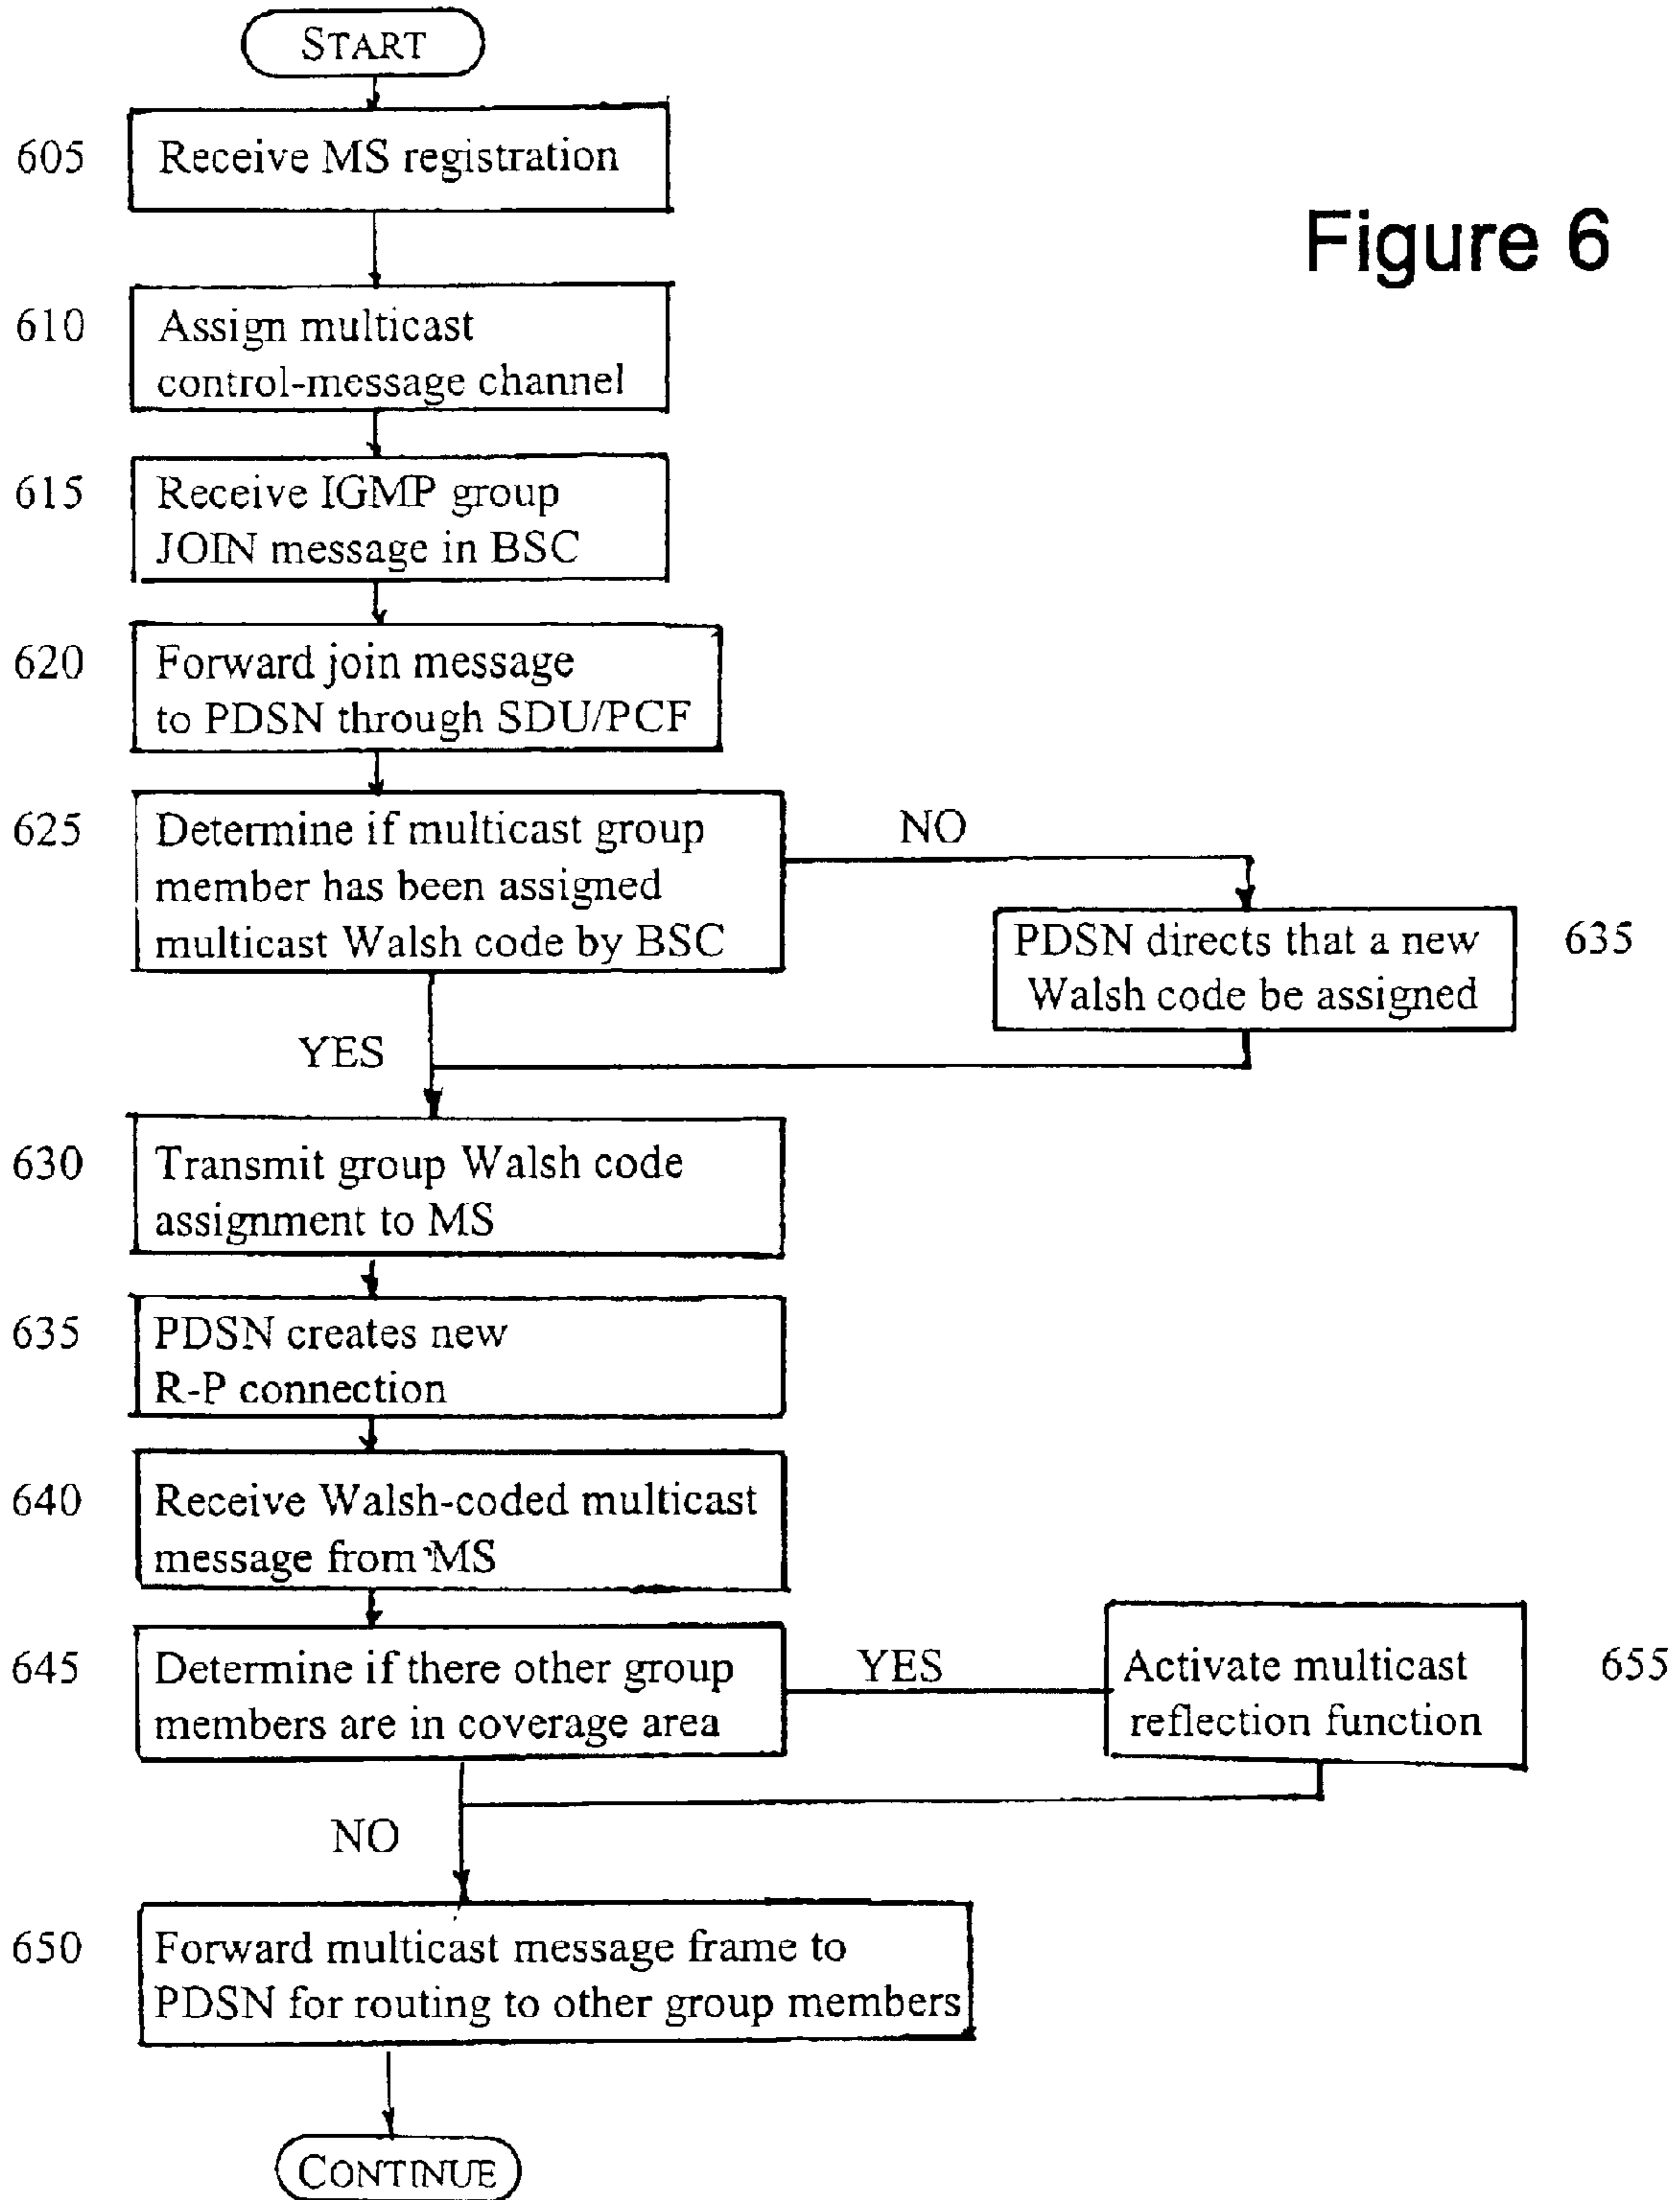 START
605
Receive MS registration
Figure 6
610
Assign multicast
control-message channel
615
Receive IGMP group
JOIN message in BSC
620
Forward join message
to PDSN through SDU/PCF
625
Determine if multicast group
member has been assigned
multicast Walsh code by BSC
NO
PDSN directs that a new
Walsh code be assigned
635
YES
630
Transmit group Walsh code
assignment to MS
635
PDSN creates new
R-P connection
640
Receive Walsh-coded multicast
message from MS
645
Determine if there other group
members are in coverage area
YES
Activate multicast
reflection function
655
NO
650
Forward multicast message frame to
PDSN for routing to other group members
CONTINUE